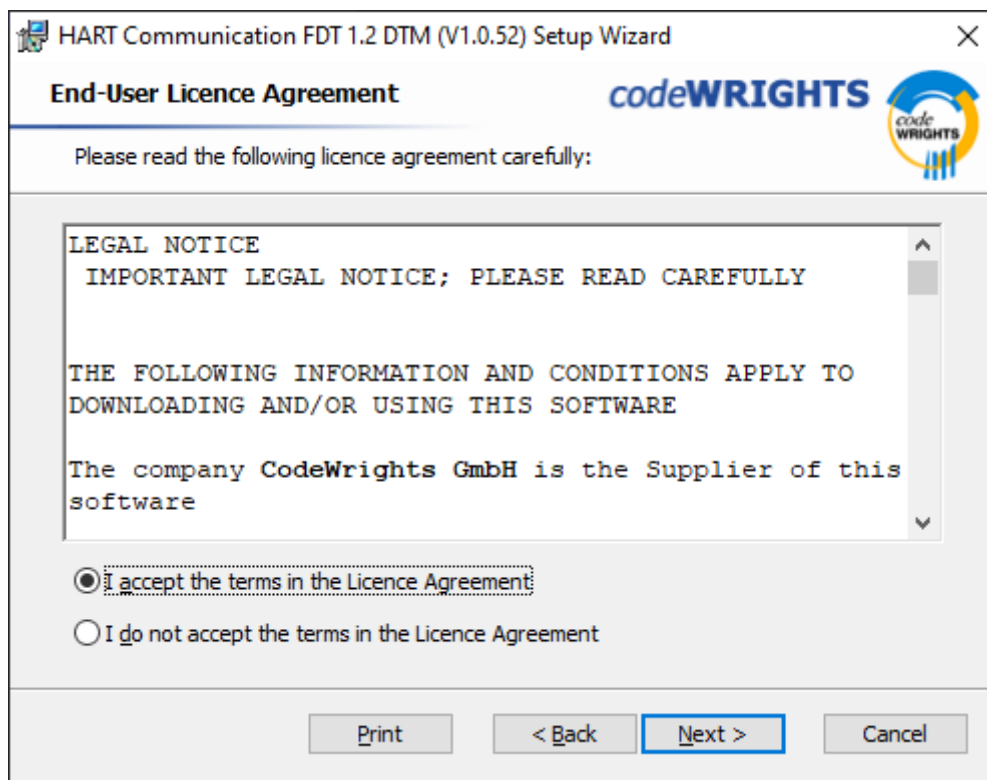 HART Communication FDT 1.2 DTM (V1.0.52) Setup Wizard
End-User Licence Agreement
codeWRIGHTS
code
WRIGHTS
Please read the following licence agreement carefully:
LEGAL NOTICE
IMPORTANT LEGAL NOTICE; PLEASE READ CAREFULLY
THE FOLLOWING INFORMATION AND CONDITIONS APPLY TO
DOWNLOADING AND/OR USING THIS SOFTWARE
The company CodeWrights GmbH is the Supplier of this
software
I accept the terms in the Licence Agreement
I do not accept the terms in the Licence Agreement
Print
< Back
Next >
Cancel